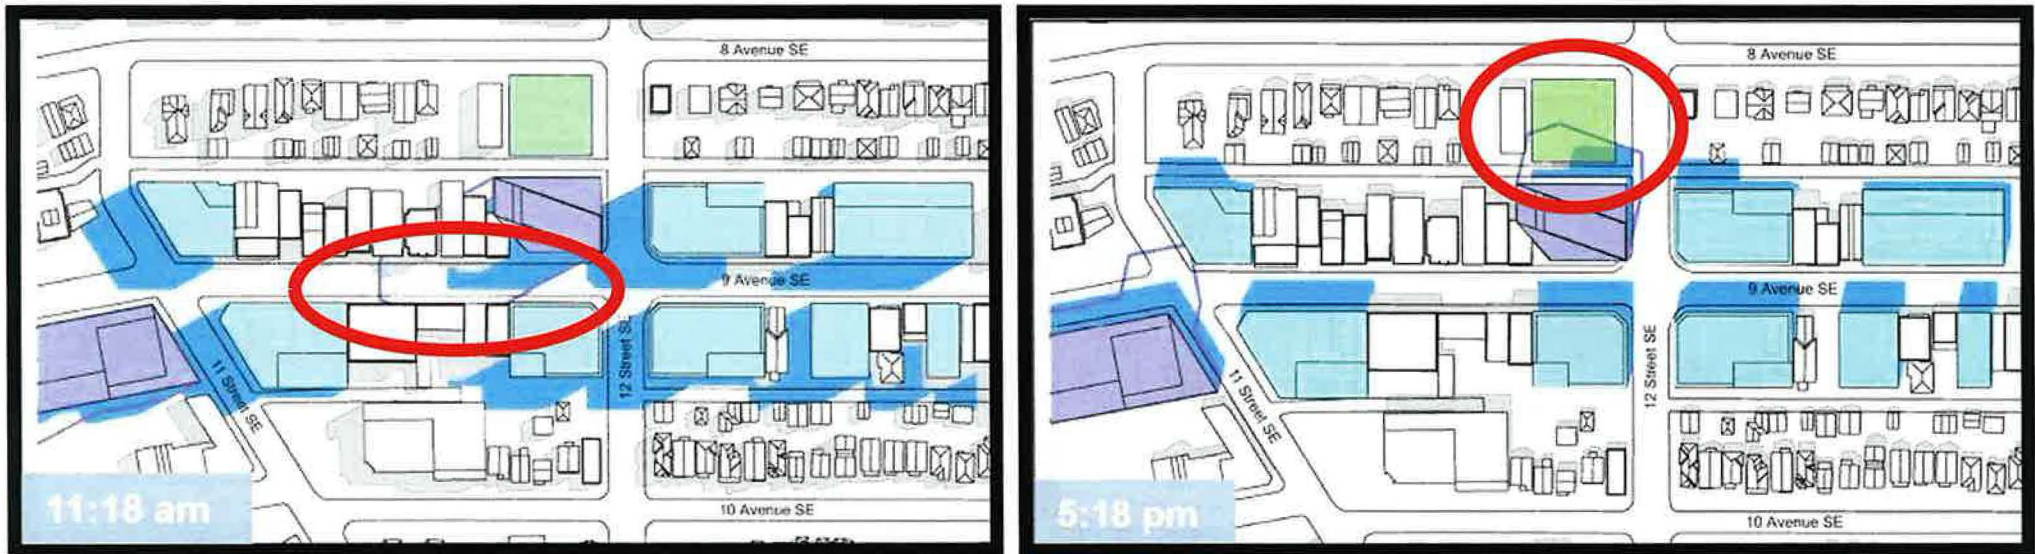 8 Avenue SE
9 Avenue SE
12 Street SE
11 Street SE
11:18 am
10 Avenue SE
8 Avenue SE
9 Avenue SE
12 Street SE
11 Street SE
5:18 pm
10 Avenue SE